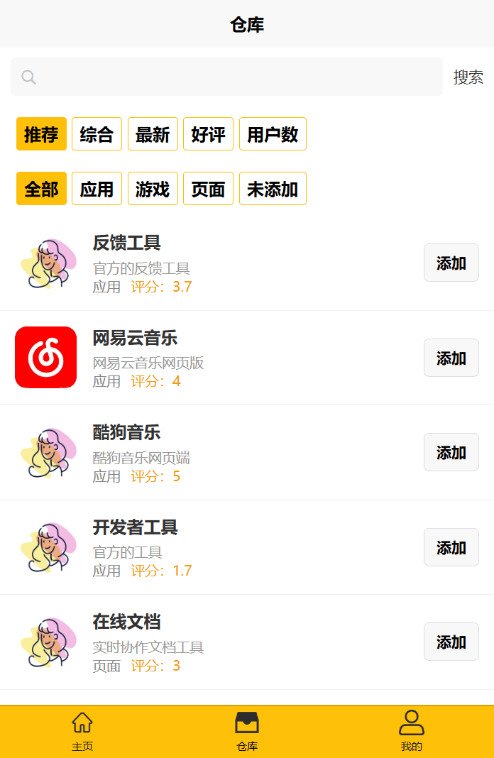 仓库
搜索
推荐 综合 最新 好评 用户数
全部 应用 游戏 页面 未添加
反馈工具
官方的反馈工具
应用 评分：3.7
添加
网易云音乐
网易云音乐网页版
应用 评分：4
添加
酷狗音乐
酷狗音乐网页端
应用 评分：5
添加
开发者工具
官方的工具
应用 评分：1.7
添加
在线文档
实时协作文档工具
页面 评分：3
添加
主页 仓库 我的